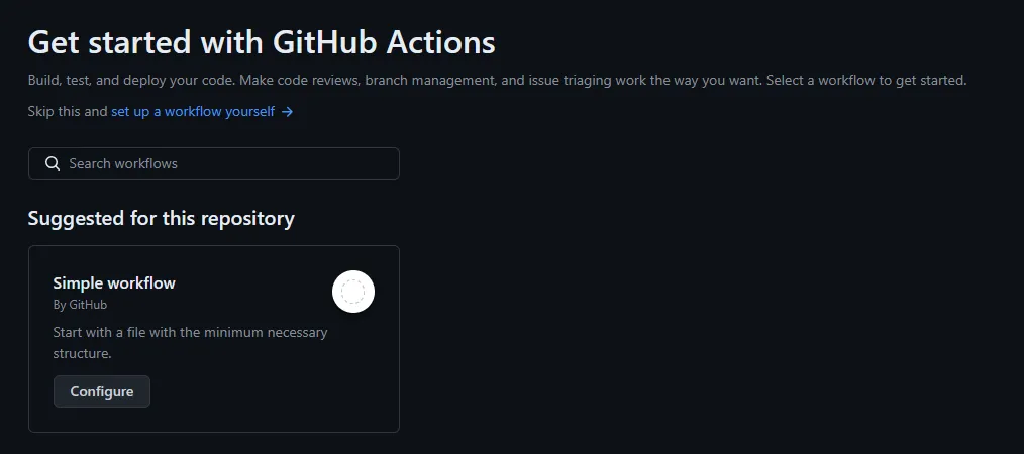 Get started with GitHub Actions
Build, test, and deploy your code. Make code reviews, branch management, and issue triaging work the way you want. Select a workflow to get started.
Skip this and set up a workflow yourself →
Search workflows
Suggested for this repository
Simple workflow
By GitHub
Start with a file with the minimum necessary
structure.
Configure